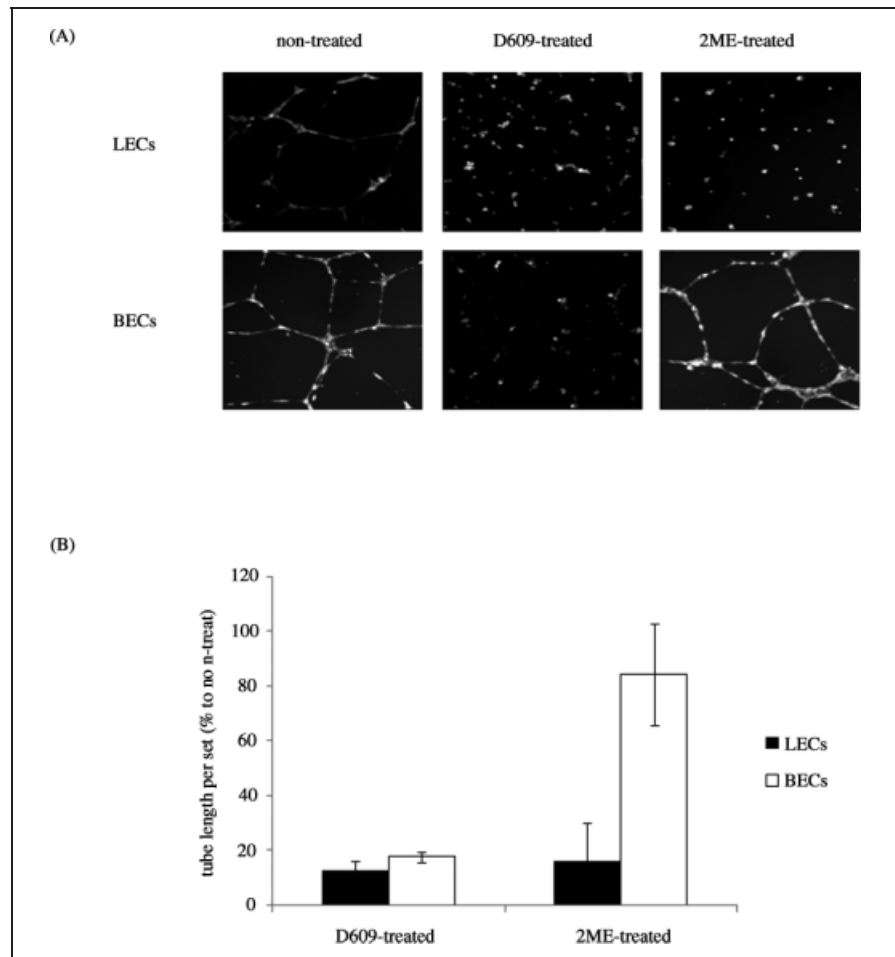 (A)
non-treated D609-treated 2ME-treated
LECs
BECs
(B)
tube length per set (% to no n-treat)
120
100
80
60
40
20
0
LECs
BECs
D609-treated 2ME-treated